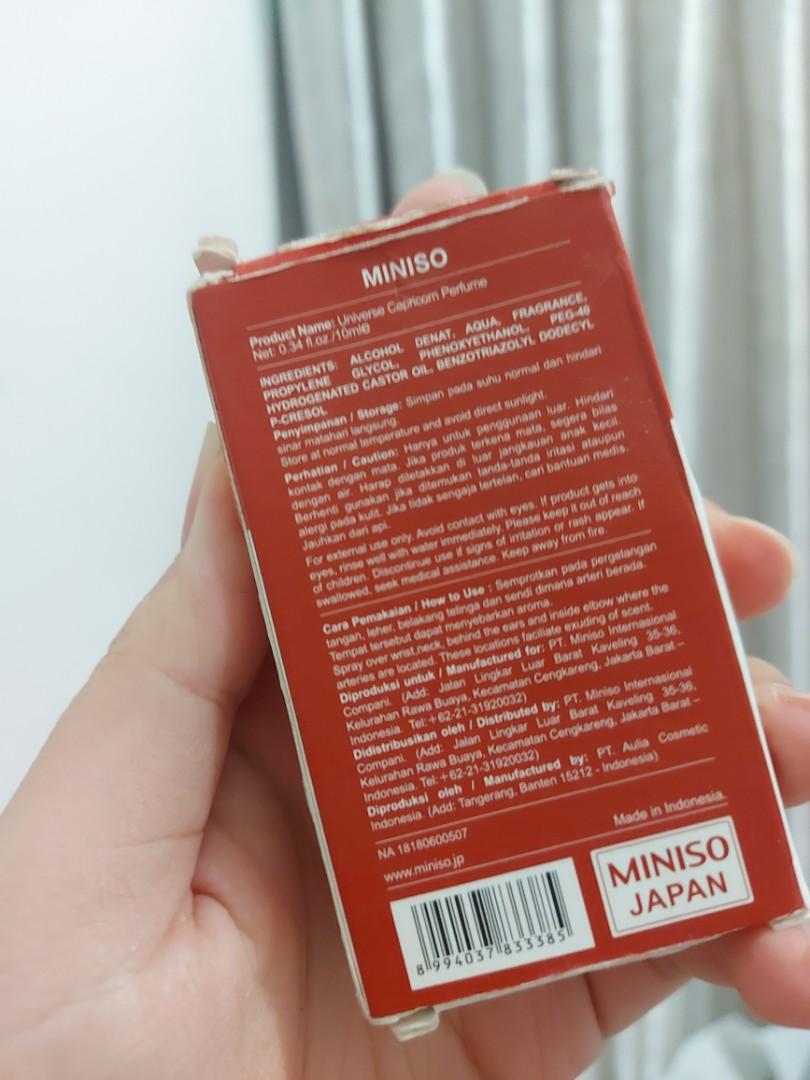 MINISO
Product Name: Universe Capricorn Perfume
Net: 0.34 fl.oz./10ml℮
INGREDIENTS: ALCOHOL DENAT, AQUA, FRAGRANCE,
PROPYLENE GLYCOL, PHENOXYETHANOL, PEG-40
HYDROGENATED CASTOR OIL, BENZOTRIAZOLYL DODECYL
P-CRESOL
Penyimpanan / Storage: Simpan pada suhu normal dan hindari
sinar matahari langsung.
Store at normal temperature and avoid direct sunlight.
Perhatian / Caution: Hanya untuk penggunaan luar. Hindari
kontak dengan mata. Jika produk terkena mata, segera bilas
dengan air. Harap diletakkan di luar jangkauan anak kecil.
Berhenti gunakan jika ditemukan tanda-tanda iritasi ataupun
alergi pada kulit. Jika tidak sengaja tertelan, cari bantuan medis.
Jauhkan dari api.
For external use only. Avoid contact with eyes. If product gets into
eyes, rinse well with water immediately. Please keep it out of reach
of children. Discontinue use if signs of irritation or rash appear. If
swallowed, seek medical assistance. Keep away from fire.
Cara Pemakaian / How to Use : Semprotkan pada pergelangan
tangan, leher, belakang telinga dan sendi dimana arteri berada.
Tempat tersebut dapat menyebarkan aroma.
Spray over wrist,neck, behind the ears and inside elbow where the
arteries are located. These locations faciliate exuding of scent.
Diproduksi untuk / Manufactured for: PT. Miniso Internasional
Compani. (Add: Jalan Lingkar Luar Barat Kaveling 35-36,
Kelurahan Rawa Buaya, Kecamatan Cengkareng, Jakarta Barat –
Indonesia. Tel:+62-21-31920032)
Didistribusikan oleh / Distributed by: PT. Miniso Internasional
Compani. (Add: Jalan Lingkar Luar Barat Kaveling 35-36,
Kelurahan Rawa Buaya, Kecamatan Cengkareng, Jakarta Barat –
Indonesia. Tel:+62-21-31920032)
Diproduksi oleh / Manufactured by: PT. Aulia Cosmetic
Indonesia. (Add: Tangerang, Banten 15212 - Indonesia)
NA 18180600507
Made in Indonesia.
www.miniso.jp
MINISO
JAPAN
8 994037 833385